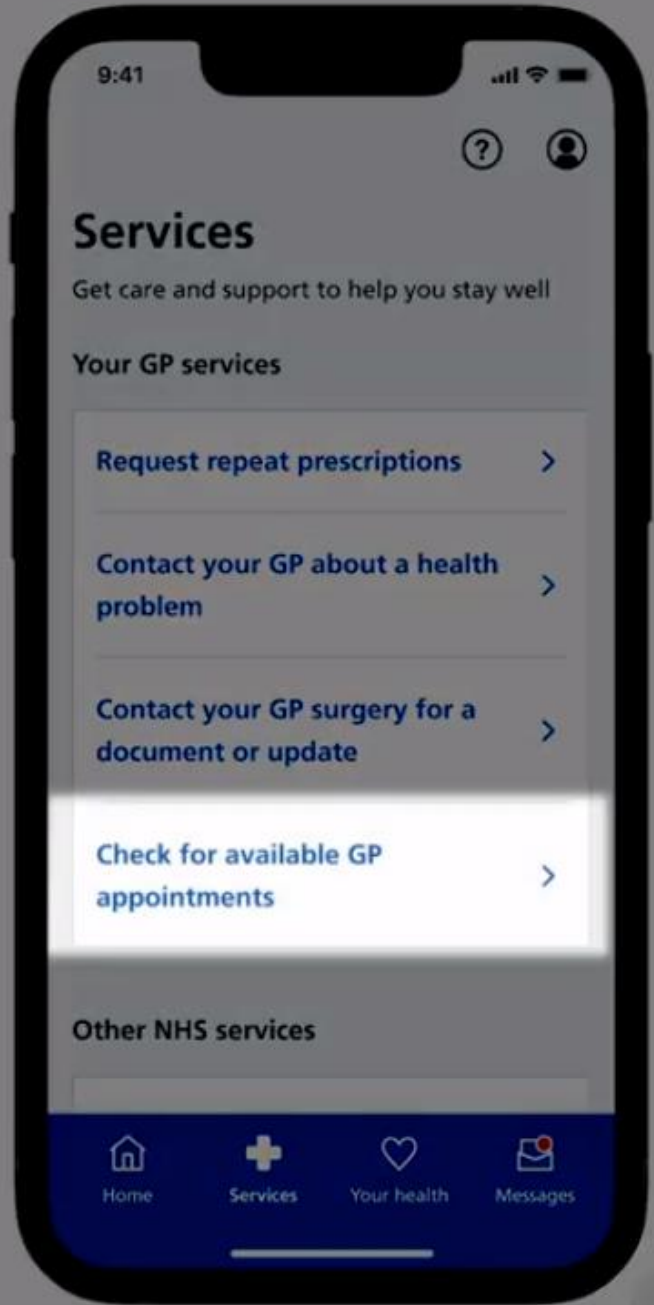 9:41
?
Services
Get care and support to help you stay well
Your GP services
Request repeat prescriptions
Contact your GP about a health
problem
Contact your GP surgery for a
document or update
Check for available GP
appointments
Other NHS services
Home Services Your health Messages